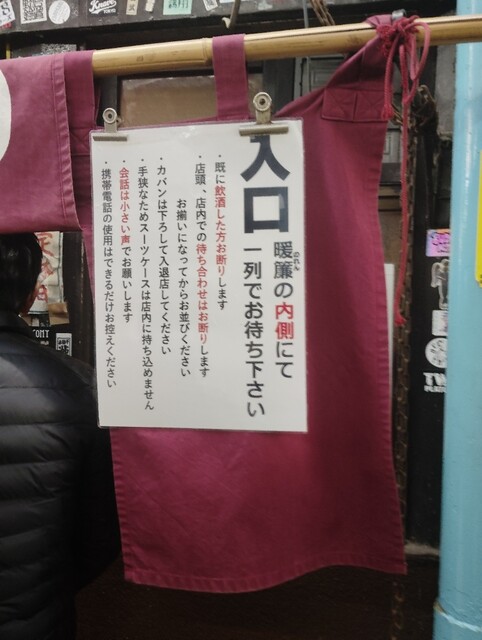 入口
暖簾の内側にて
のれん
一列でお待ち下さい
・既に飲酒した方お断りします
・店頭、店内での待ち合わせはお断りします
お揃いになってからお並びください
・カバンは下ろして入退店してください
・手狭なためスーツケースは店内に持ち込めません
・会話は小さい声でお願いします
・携帯電話の使用はできるだけお控えください